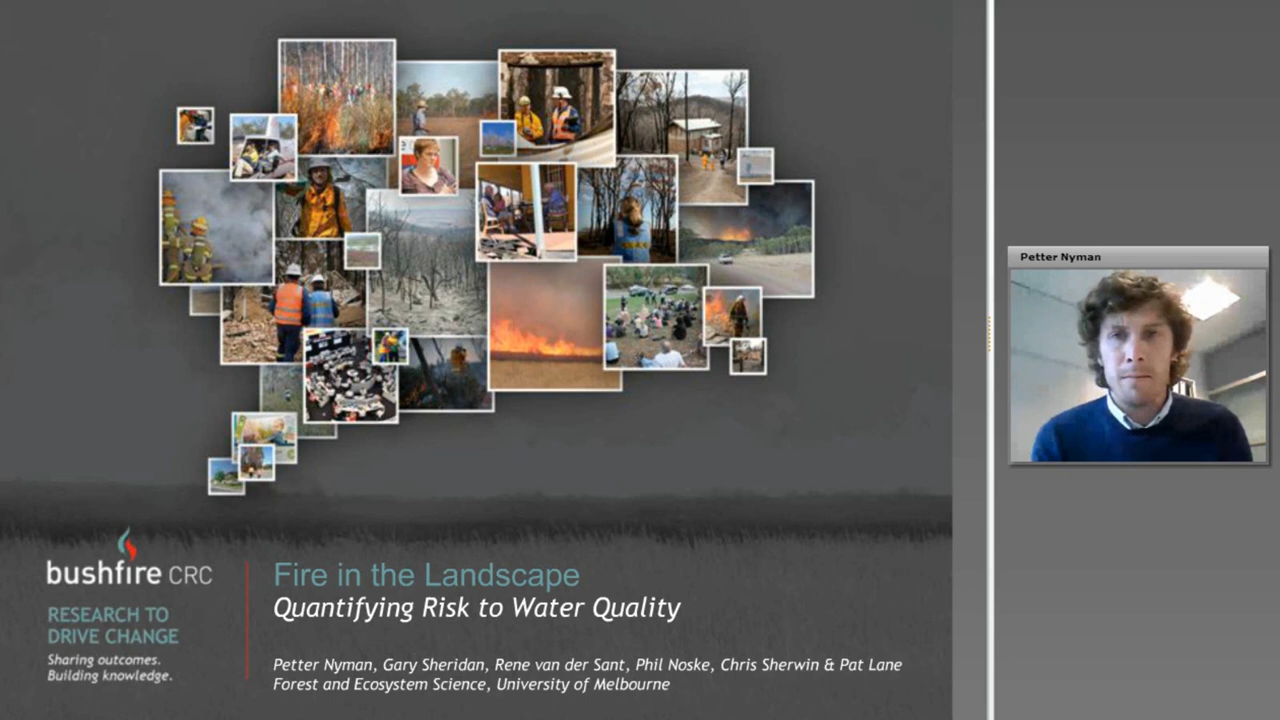 Petter Nyman
bushfire CRC
RESEARCH TO
DRIVE CHANGE
Sharing outcomes.
Building knowledge.
Fire in the Landscape
Quantifying Risk to Water Quality
Petter Nyman, Gary Sheridan, Rene van der Sant, Phil Noske, Chris Sherwin & Pat Lane
Forest and Ecosystem Science, University of Melbourne